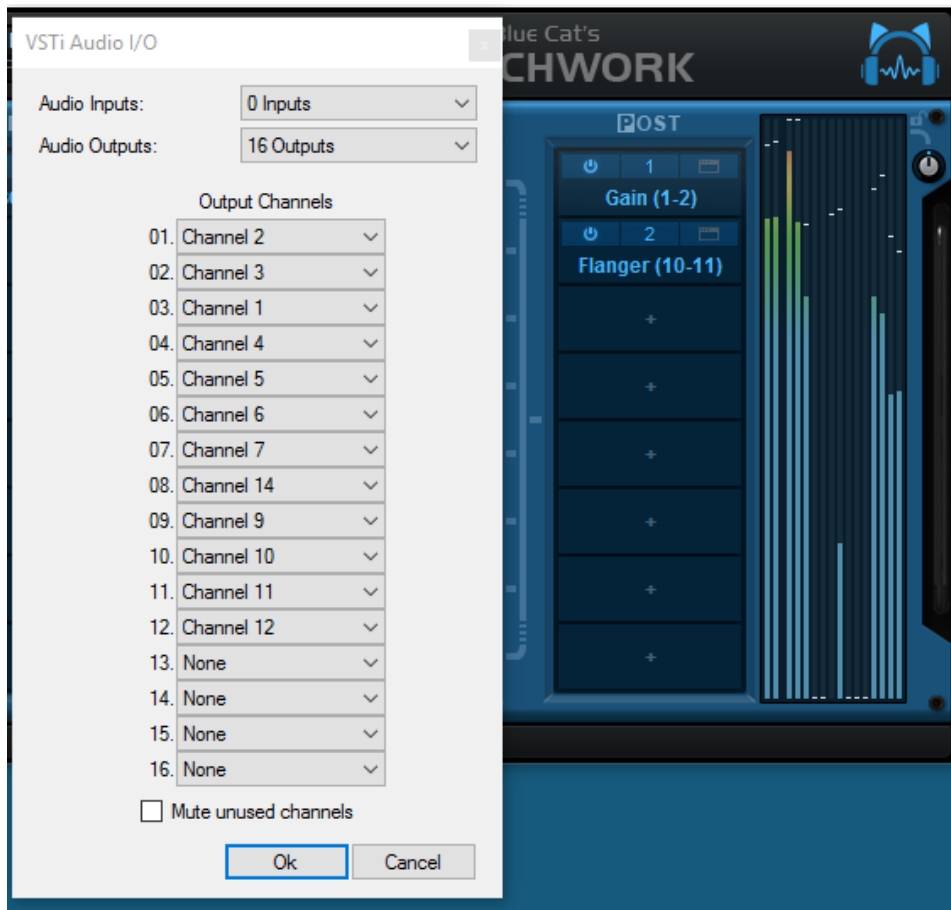 VSTi Audio I/O
x
Audio Inputs: 0 Inputs
Audio Outputs: 16 Outputs
Output Channels
01. Channel 2
02. Channel 3
03. Channel 1
04. Channel 4
05. Channel 5
06. Channel 6
07. Channel 7
08. Channel 14
09. Channel 9
10. Channel 10
11. Channel 11
12. Channel 12
13. None
14. None
15. None
16. None
Mute unused channels
Ok Cancel
lue Cat's
CHWORK
POST
1
Gain (1-2)
2
Flanger (10-11)
+
+
+
+
+
+